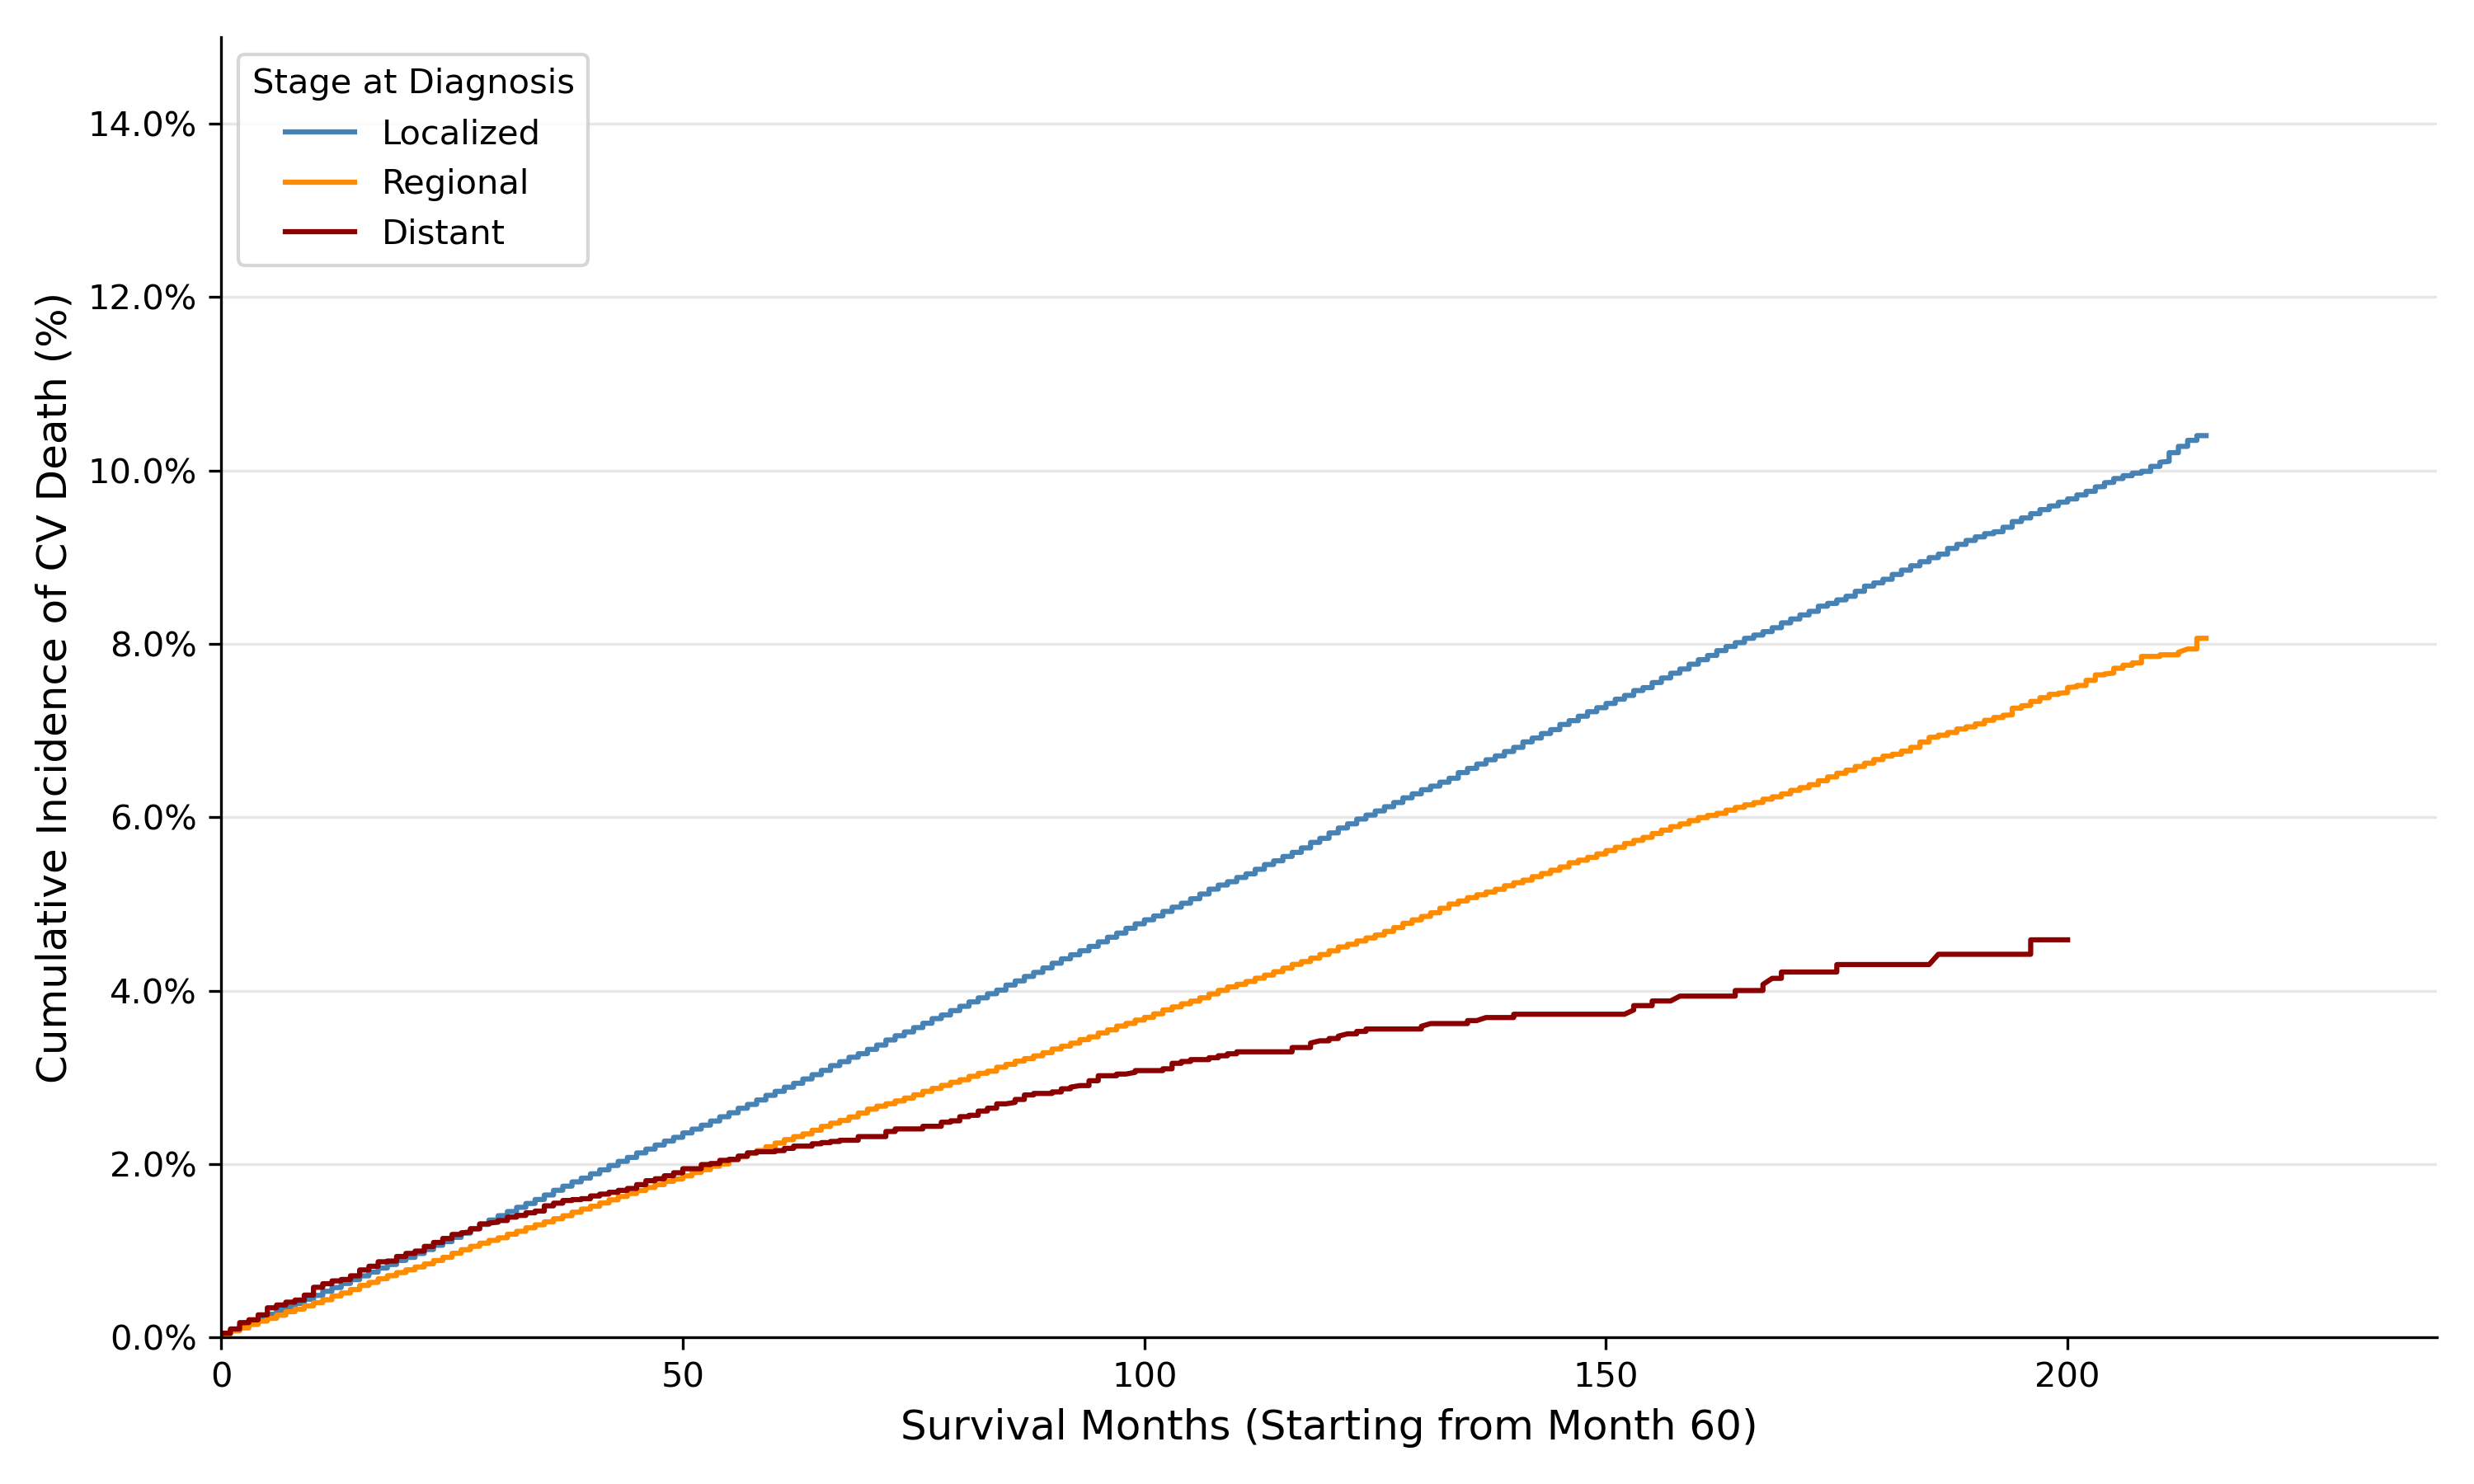 Stage at Diagnosis
Localized
Regional
Distant
Cumulative Incidence of CV Death (%)
14.0%
12.0%
10.0%
8.0%
6.0%
4.0%
2.0%
0.0%
0 50 100 150 200
Survival Months (Starting from Month 60)